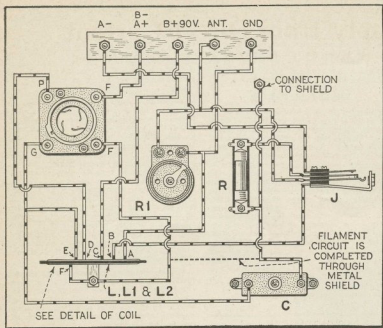 B-
A- A+ B+90V. ANT. GND
P F
CONNECTION
TO SHIELD
G F
R1 R J
E D C B A
F
L, L1 & L2
FILAMENT
CIRCUIT IS
COMPLETED
THROUGH
METAL
SHIELD
C
SEE DETAIL OF COIL